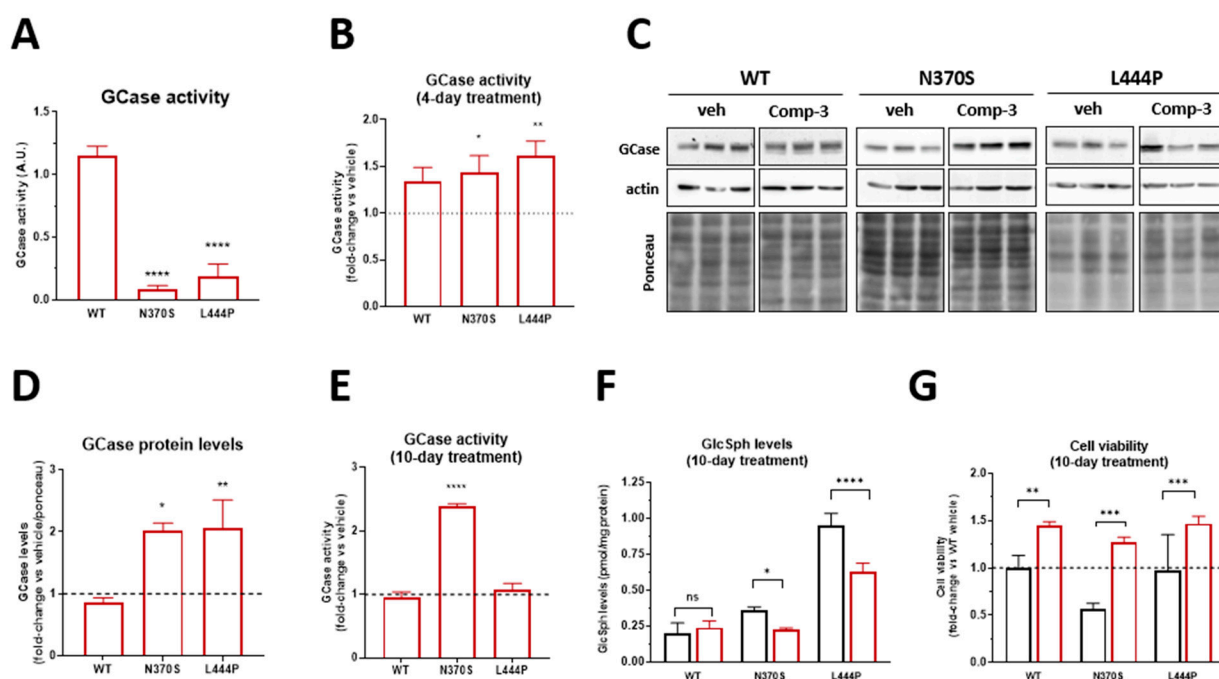 A
GCase activity
GCase activity (A.U.)
1.5
1.0
0.5
0.0
****
****
WT N370S L444P
B
GCase activity
(4-day treatment)
GCase activity
(fold-change vs vehicle)
2.0
1.5
1.0
0.5
0.0
*
**
WT N370S L444P
C
WT N370S L444P
veh Comp-3 veh Comp-3 veh Comp-3
GCase
actin
Ponceau
D
GCase protein levels
GCase levels
(fold-change vs vehicle/ponceau)
3
2
1
0
*
**
WT N370S L444P
E
GCase activity
(10-day treatment)
GCase activity
(fold-change vs vehicle)
3
2
1
0
****
WT N370S L444P
F
GlcSph levels
(10-day treatment)
GlcSph levels (pmol/mg protein)
1.25
1.00
0.75
0.50
0.25
0.00
ns
*
****
WT N370S L444P
G
Cell viability
(10-day treatment)
Cell viability
(fold-change vs WT vehicle)
2.0
1.5
1.0
0.5
0.0
**
***
***
WT N370S L444P